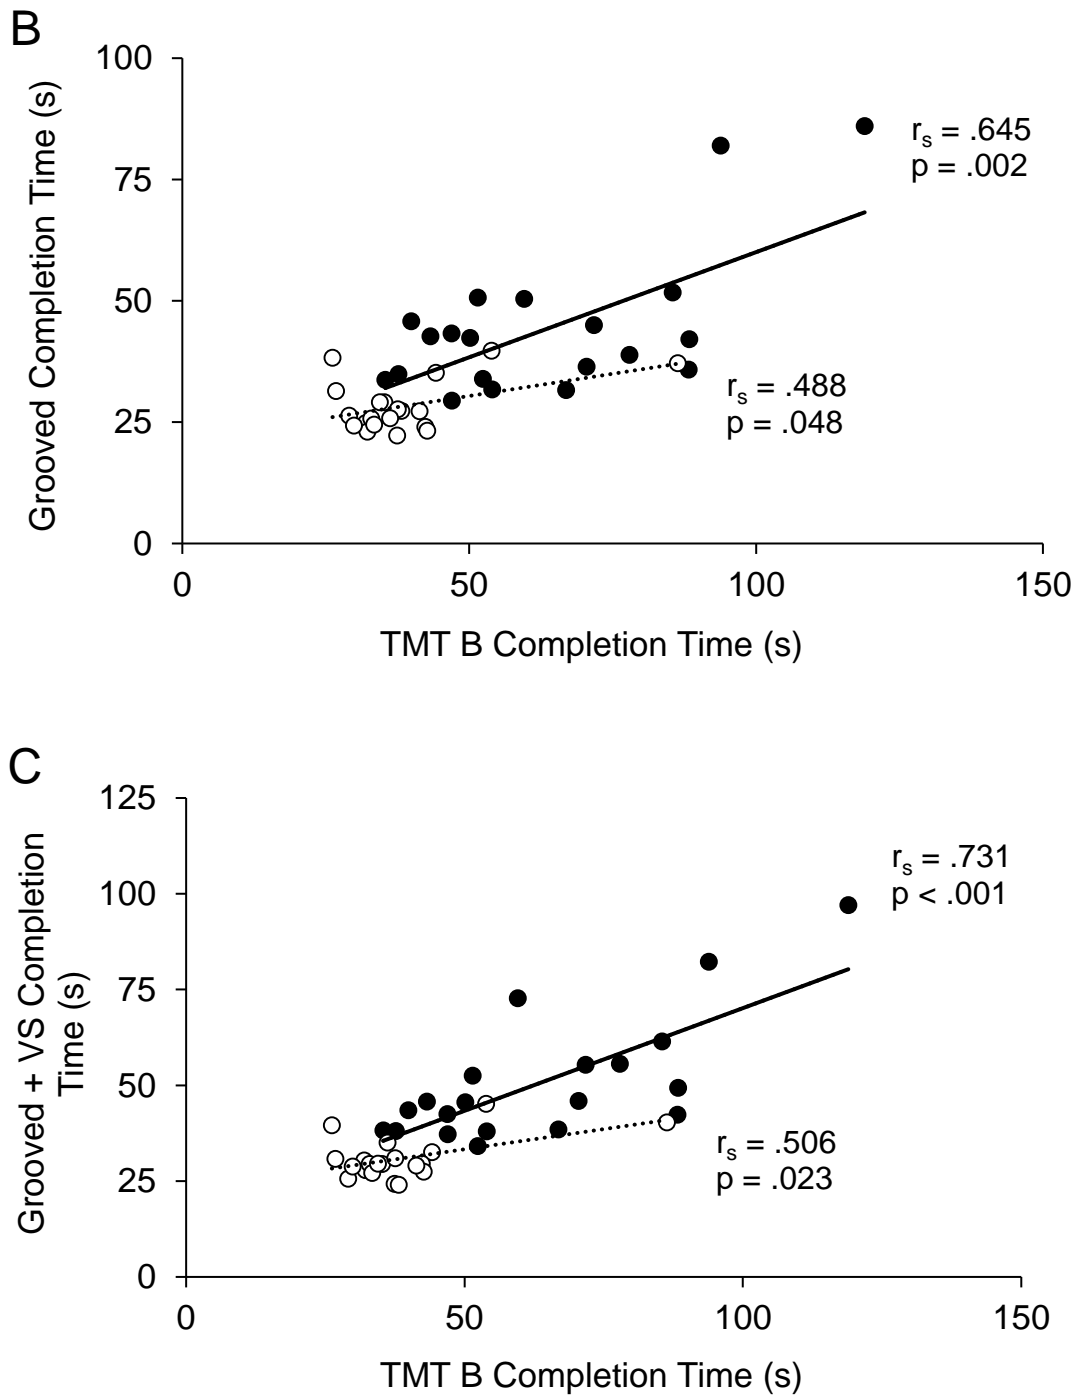 B
100
75
50
25
0
Grooved Completion Time (s)
rs = .645
p = .002
rs = .488
p = .048
0 50 100 150
TMT B Completion Time (s)
C
125
100
75
50
25
0
Grooved + VS Completion
Time (s)
rs = .731
p < .001
rs = .506
p = .023
0 50 100 150
TMT B Completion Time (s)